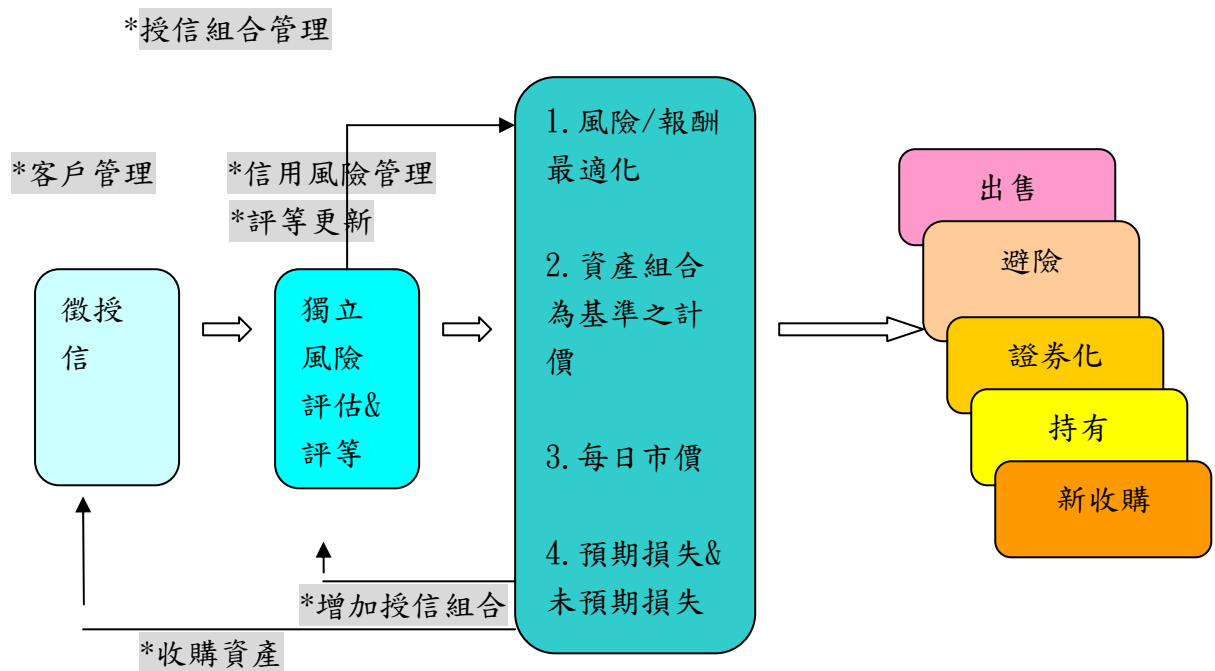 *授信組合管理
*客戶管理
*信用風險管理
*評等更新
徵授
信
獨立
風險
評估&
評等
1.風險/報酬
最適化
2.資產組合
為基準之計
價
3.每日市價
4.預期損失&
未預期損失
出售
避險
證券化
持有
新收購
*增加授信組合
*收購資產